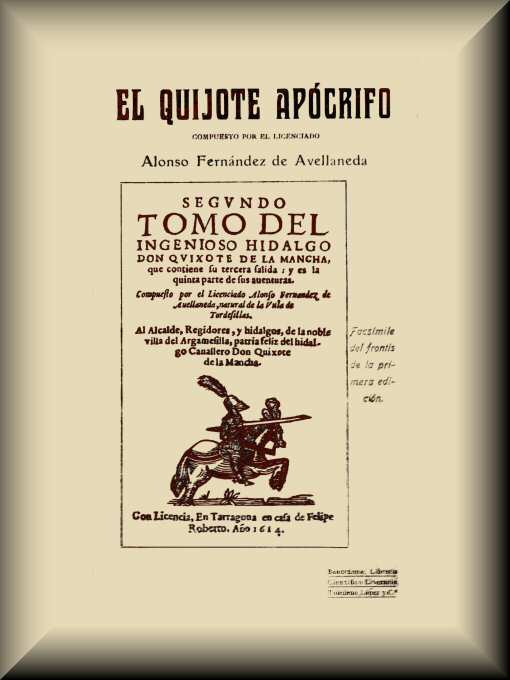 EL QUIJOTE APÓCRIFO
COMPUESTO POR EL LICENCIADO
Alonso Fernández de Avellaneda
SEGVNDO
TOMO DEL
INGENIOSO HIDALGO
DON QVIXOTE DE LA MANCHA,
que contiene su tercera salida : y es la
quinta parte de sus auenturas.
Compuesto por el Licenciado Alonso Fernandez de
Auellaneda, natural de la Villa de
Tordesillas.
Al Alcalde, Regidores, y hidalgos, de la noble
villa del Argamesilla, patria feliz del hidal-
go Cauallero Don Quixote
de la Mancha.
Facsímile
del frontis
de la pri-
mera edi-
ción.
Con Licencia, En Tarragona en casa de Felipe
Roberto, Año 1614.
Barcelona, Librería
Científico-Literaria
Toledano López y C.ª